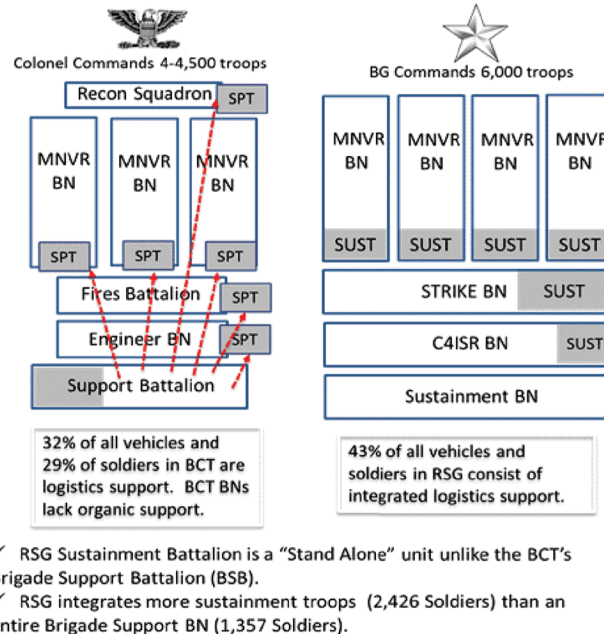 Colonel Commands 4-4,500 troops
Recon Squadron
SPT
MNVR
BN
MNVR
BN
MNVR
BN
SPT
SPT
SPT
Fires Battalion
SPT
Engineer BN
SPT
Support Battalion
32% of all vehicles and
29% of soldiers in BCT are
logistics support. BCT BNs
lack organic support.
BG Commands 6,000 troops
MNVR
BN
MNVR
BN
MNVR
BN
MNVR
BN
SUST
SUST
SUST
SUST
STRIKE BN
SUST
C4ISR BN
SUST
Sustainment BN
43% of all vehicles and
soldiers in RSG consist of
integrated logistics support.
✓ RSG Sustainment Battalion is a “Stand Alone” unit unlike the BCT’s
rigade Support Battalion (BSB).
✓ RSG integrates more sustainment troops (2,426 Soldiers) than an
ntire Brigade Support BN (1,357 Soldiers).